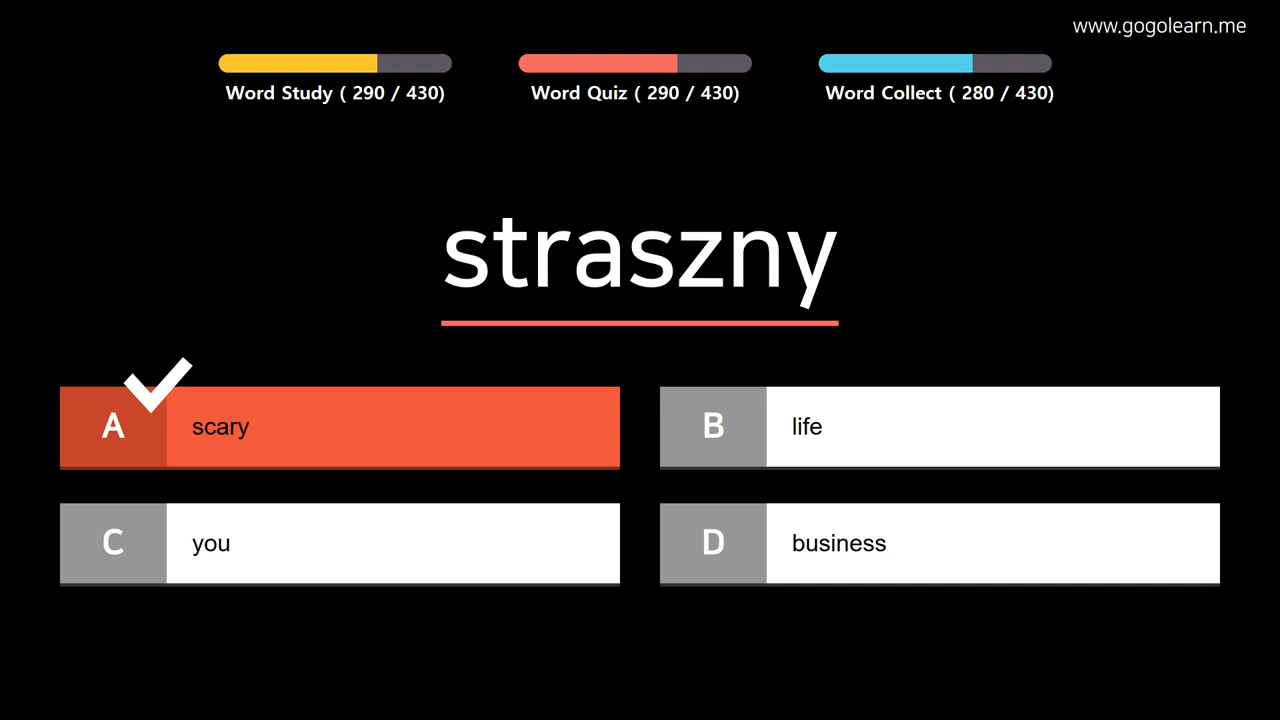 www.gogolearn.me
Word Study ( 290 / 430)
Word Quiz ( 290 / 430)
Word Collect ( 280 / 430)
straszny
A scary
B life
C you
D business